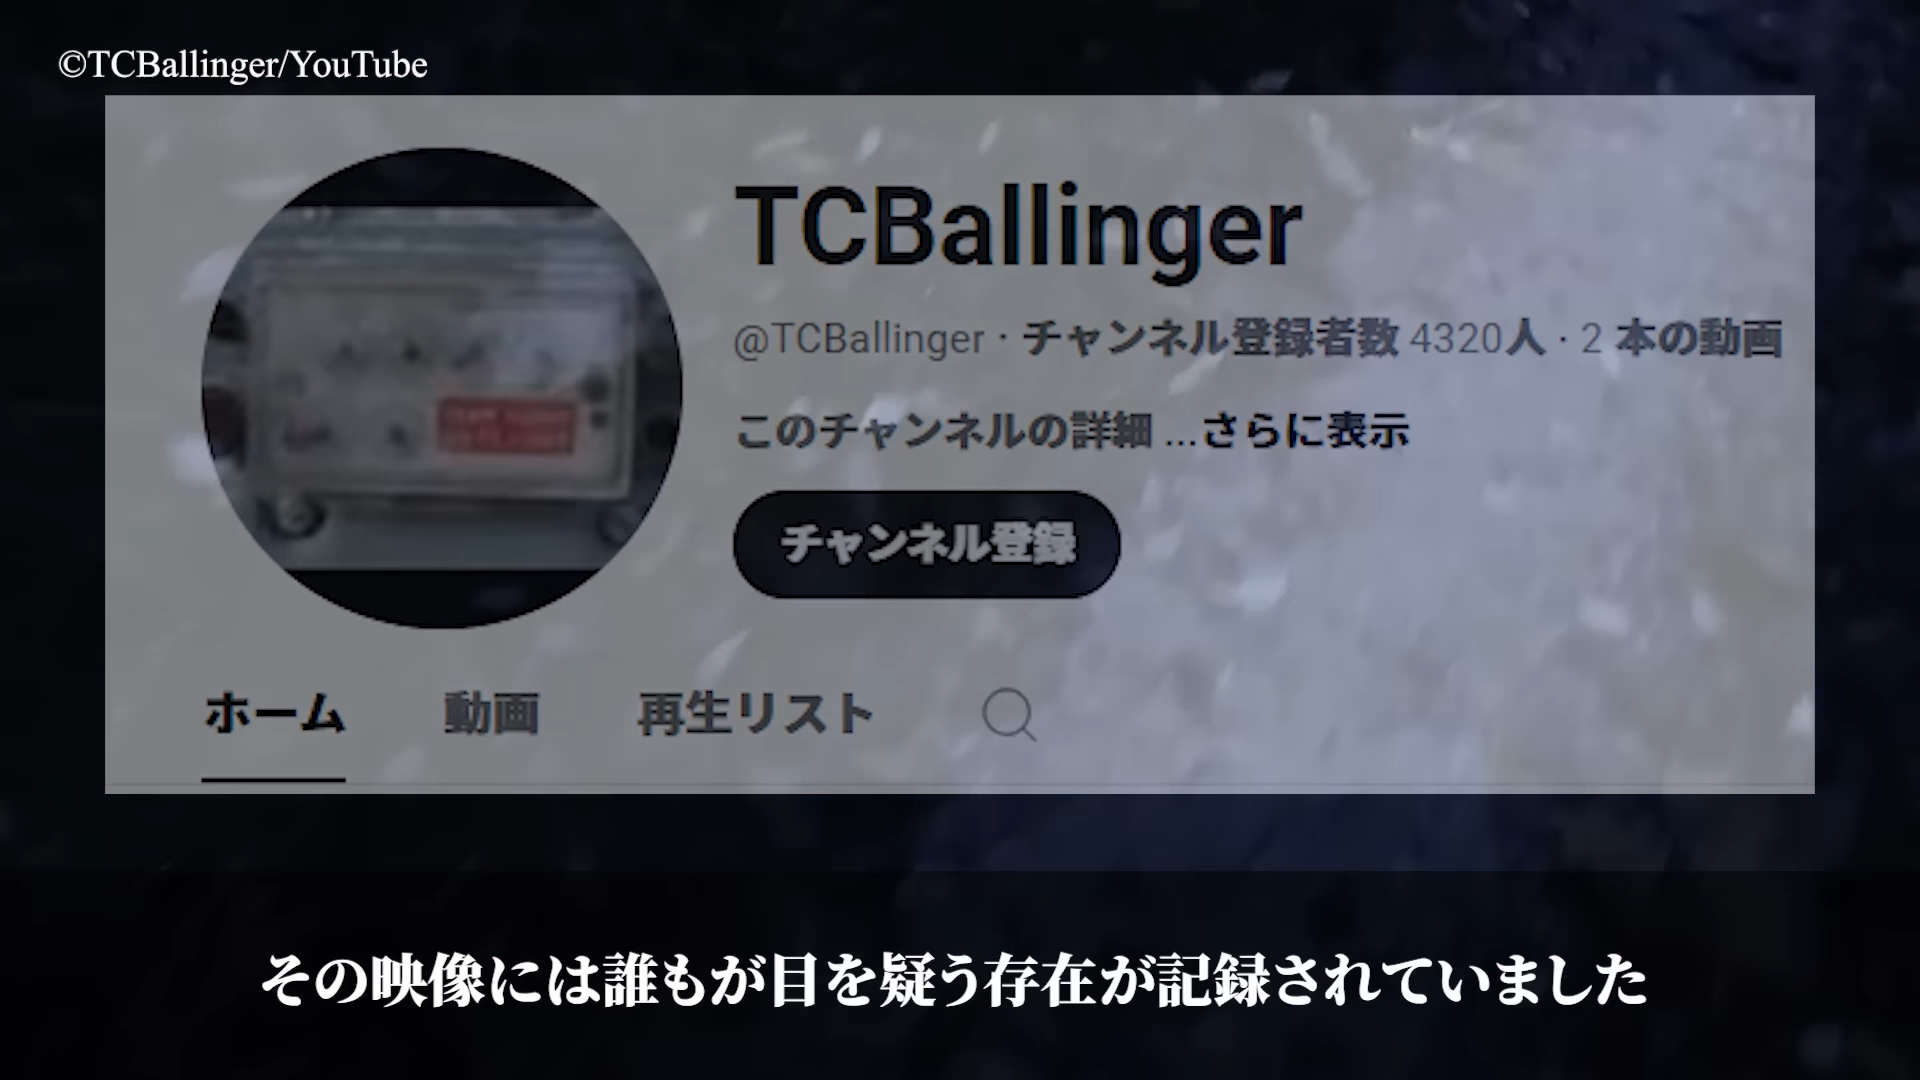 ©TCBallinger/YouTube
TCBallinger
@TCBallinger · チャンネル登録者数 4320人 · 2 本の動画
このチャンネルの詳細 ...さらに表示
チャンネル登録
ホーム 動画 再生リスト
その映像には誰もが目を疑う存在が記録されていました